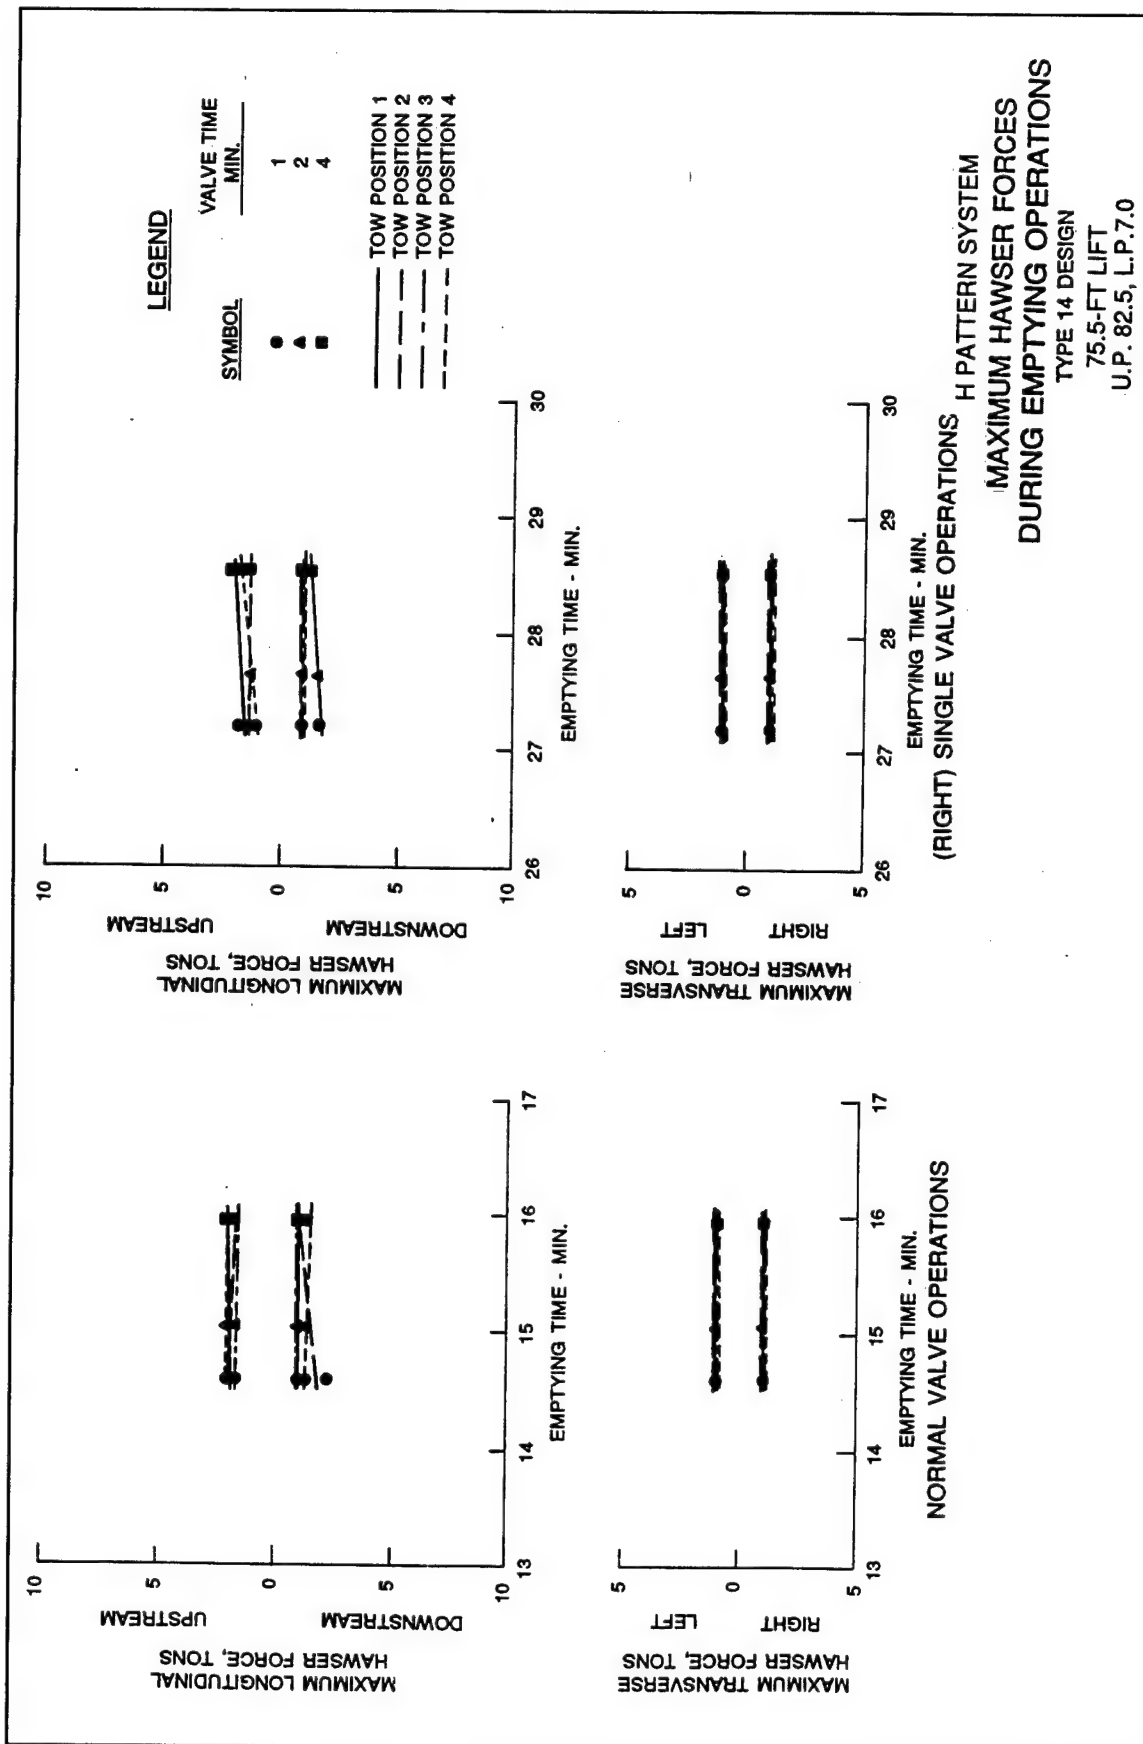 LEGEND
SYMBOL VALVE TIME
MIN.
● 1
▲ 2
■ 4
TOW POSITION 1
TOW POSITION 2
TOW POSITION 3
TOW POSITION 4
MAXIMUM LONGITUDINAL
HAWSER FORCE, TONS
DOWNSTREAM UPSTREAM
10
5
0
5
10
13 14 15 16 17
EMPTYING TIME - MIN.
MAXIMUM LONGITUDINAL
HAWSER FORCE, TONS
DOWNSTREAM UPSTREAM
10
5
0
5
10
26 27 28 29 30
EMPTYING TIME - MIN.
MAXIMUM TRANSVERSE
HAWSER FORCE, TONS
RIGHT LEFT
5
0
5
13 14 15 16 17
EMPTYING TIME - MIN.
NORMAL VALVE OPERATIONS
MAXIMUM TRANSVERSE
HAWSER FORCE, TONS
RIGHT LEFT
5
0
5
26 27 28 29 30
EMPTYING TIME - MIN.
(RIGHT) SINGLE VALVE OPERATIONS
H PATTERN SYSTEM
MAXIMUM HAWSER FORCES
DURING EMPTYING OPERATIONS
TYPE 14 DESIGN
75.5-FT LIFT
U.P. 82.5, L.P.7.0